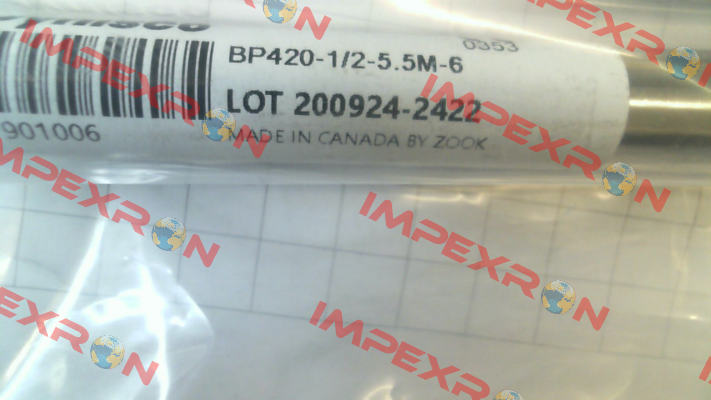 0353
BP420-1/2-5.5M-6
LOT 200924-2422
901006
MADE IN CANADA BY ZOOK
IMPEXRON
IMPEXRON
IMPEXRON
IMPEXRON
IMPEXRON